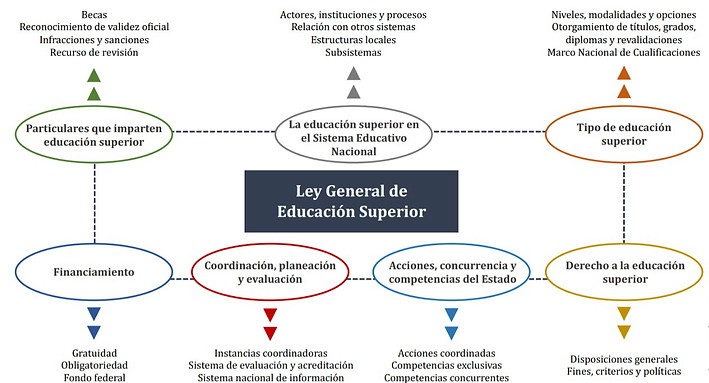 Becas
Reconocimiento de validez oficial
Infracciones y sanciones
Recurso de revisión
Actores, instituciones y procesos
Relación con otros sistemas
Estructuras locales
Subsistemas
Niveles, modalidades y opciones
Otorgamiento de títulos, grados,
diplomas y revalidaciones
Marco Nacional de Cualificaciones
Particulares que imparten
educación superior
La educación superior en
el Sistema Educativo
Nacional
Tipo de educación
superior
Ley General de
Educación Superior
Financiamiento
Coordinación, planeación
y evaluación
Acciones, concurrencia y
competencias del Estado
Derecho a la educación
superior
Gratuidad
Obligatoriedad
Fondo federal
Instancias coordinadoras
Sistema de evaluación y acreditación
Sistema nacional de información
Acciones coordinadas
Competencias exclusivas
Competencias concurrentes
Disposiciones generales
Fines, criterios y políticas